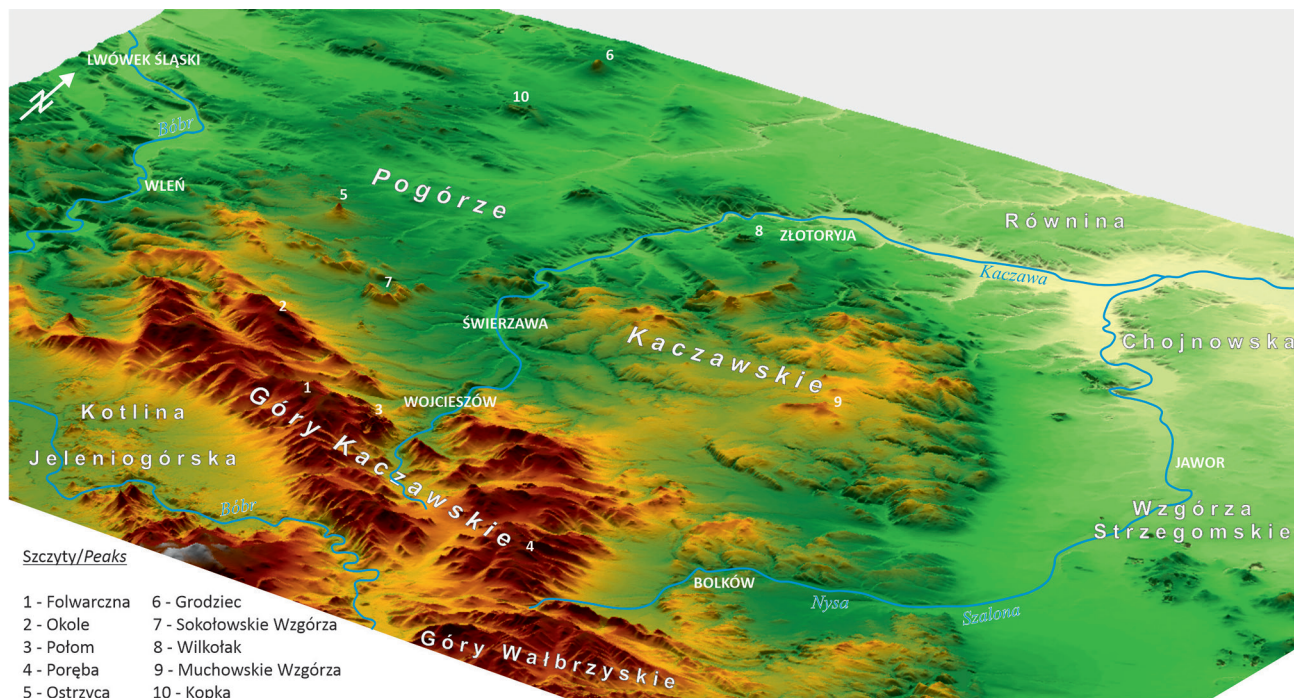 LWÓWEK ŚLĄSKI
6
N
10
Bóbr
WLEŃ
Pogórze
5
8
ZŁOTORYJA
Równina
Kaczawa
7
2
ŚWIERZAWA
Kaczawskie
Chojnowska
1
3
WOJCIESZÓW
9
Kotlina
Jeleniogórska
Góry Kaczawskie
JAWOR
Bóbr
Wzgórza
Strzegomskie
4
BOLKÓW
Nysa
Szalona
Góry Wałbrzyskie
Szczyty/Peaks
1 - Folwarczna
2 - Okole
3 - Połom
4 - Poręba
5 - Ostrzyca
6 - Grodziec
7 - Sokołowskie Wzgórza
8 - Wilkołak
9 - Muchowskie Wzgórza
10 - Kopka